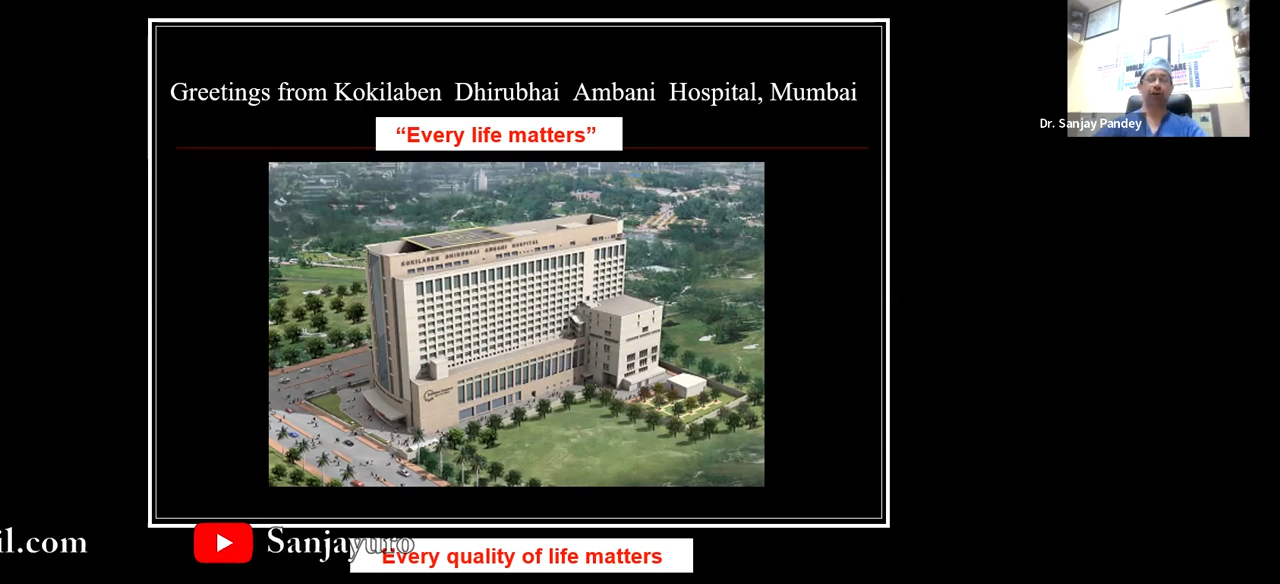 Greetings from Kokilaben Dhirubhai Ambani Hospital, Mumbai
“Every life matters”
KOKILABEN DHIRUBHAI AMBANI HOSPITAL
Dr. Sanjay Pandey
il.com
Sanjayuro
Every quality of life matters